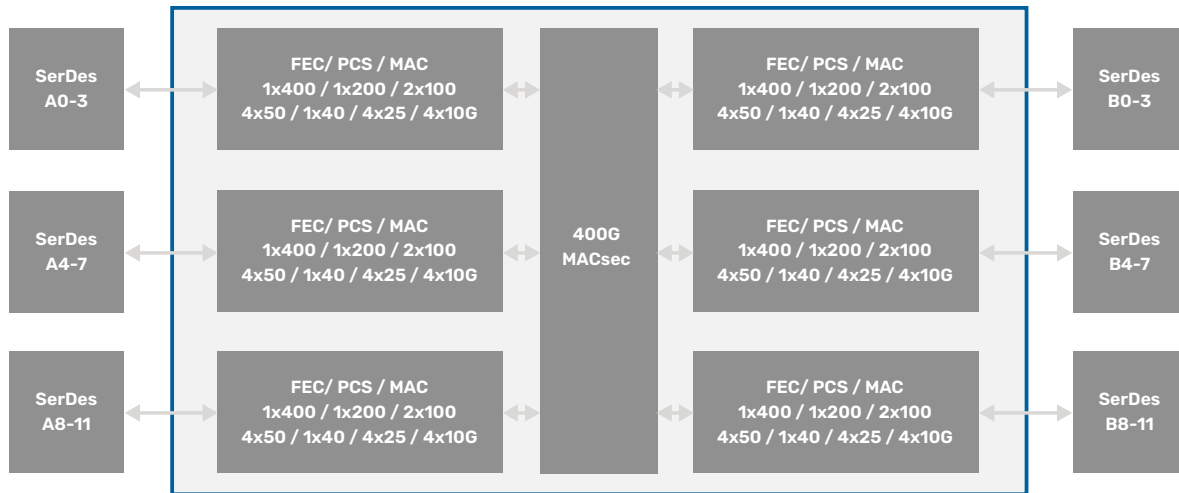 SerDes
A0-3
FEC/ PCS / MAC
1x400 / 1x200 / 2x100
4x50 / 1x40 / 4x25 / 4x10G
FEC/ PCS / MAC
1x400 / 1x200 / 2x100
4x50 / 1x40 / 4x25 / 4x10G
SerDes
B0-3
SerDes
A4-7
FEC/ PCS / MAC
1x400 / 1x200 / 2x100
4x50 / 1x40 / 4x25 / 4x10G
400G
MACsec
FEC/ PCS / MAC
1x400 / 1x200 / 2x100
4x50 / 1x40 / 4x25 / 4x10G
SerDes
B4-7
SerDes
A8-11
FEC/ PCS / MAC
1x400 / 1x200 / 2x100
4x50 / 1x40 / 4x25 / 4x10G
FEC/ PCS / MAC
1x400 / 1x200 / 2x100
4x50 / 1x40 / 4x25 / 4x10G
SerDes
B8-11